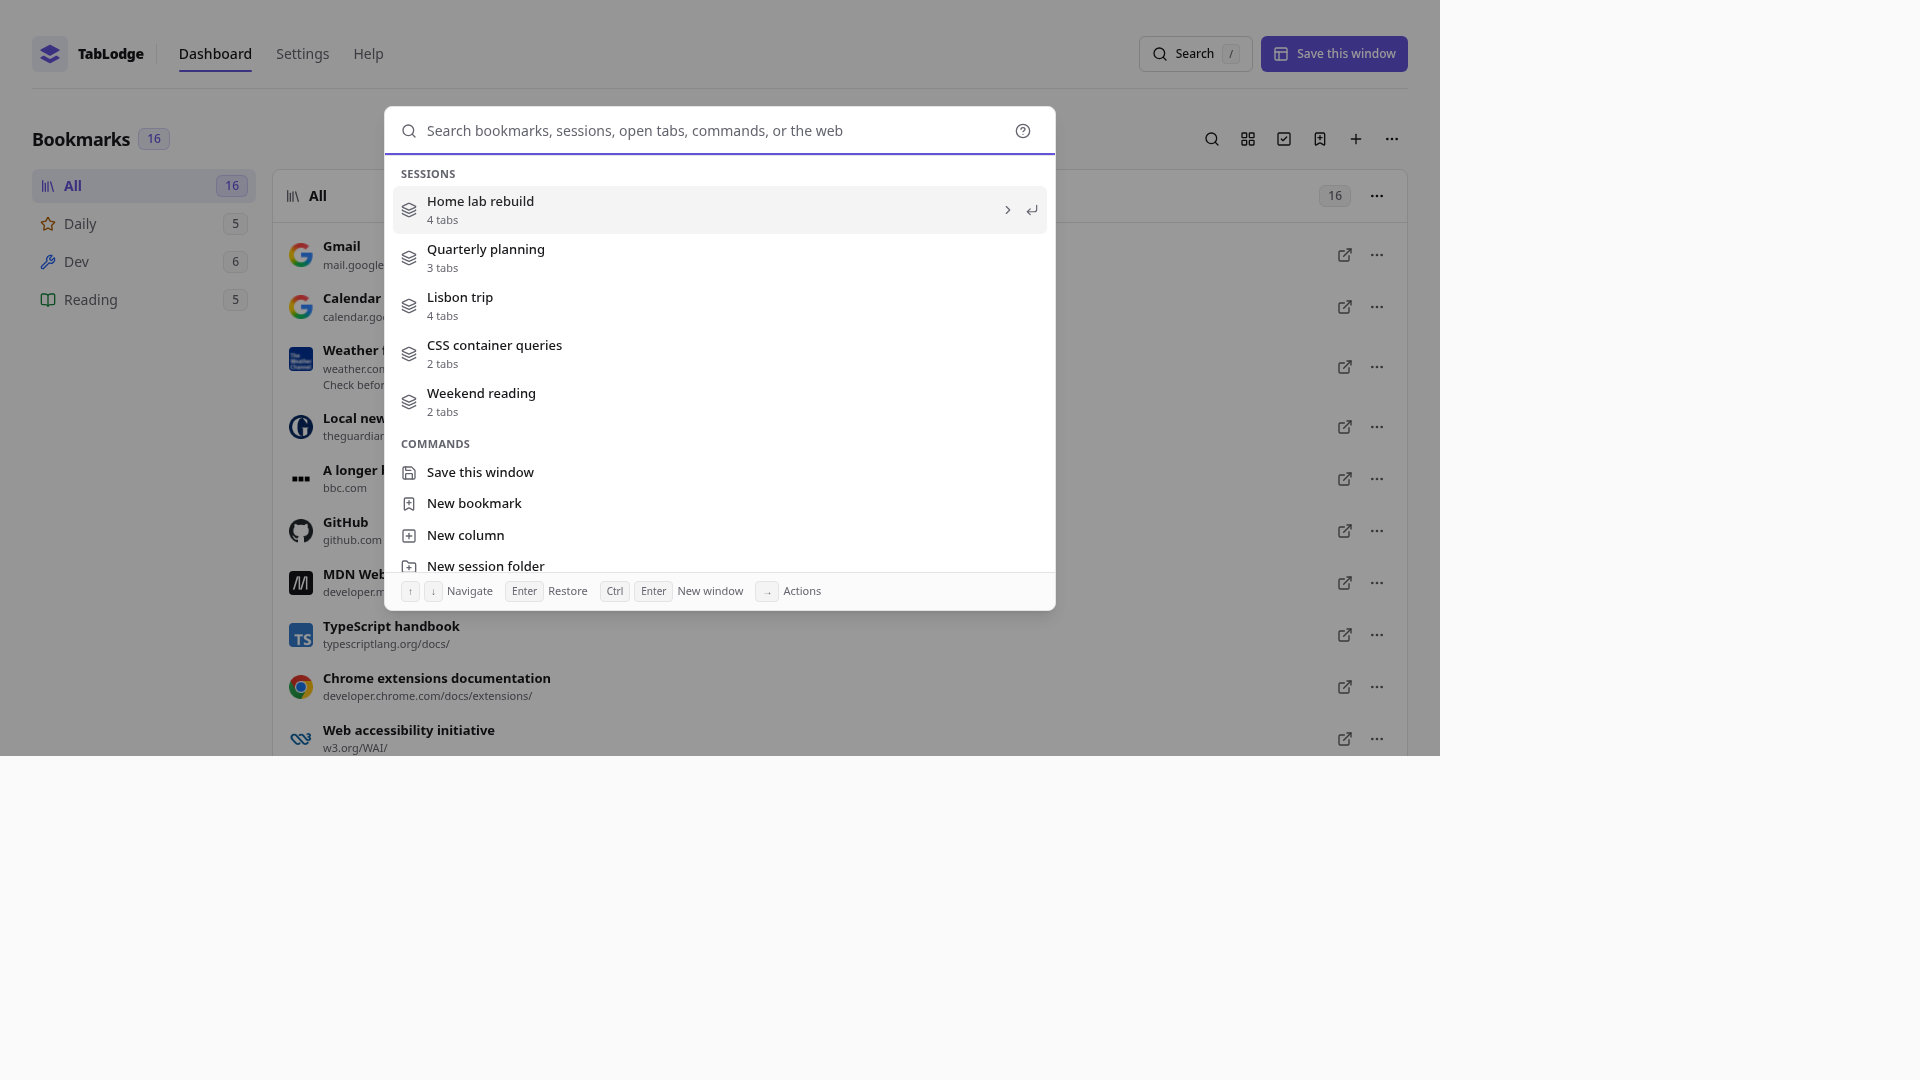 TabLodge
Dashboard
Settings
Help
Search /
Save this window
Bookmarks 16
All 16
Daily 5
Dev 6
Reading 5
Search bookmarks, sessions, open tabs, commands, or the web
SESSIONS
Home lab rebuild
4 tabs
Quarterly planning
3 tabs
Lisbon trip
4 tabs
CSS container queries
2 tabs
Weekend reading
2 tabs
COMMANDS
Save this window
New bookmark
New column
New session folder
↑ ↓ Navigate Enter Restore Ctrl Enter New window → Actions
All 16
Gmail
mail.google
Calendar
calendar.go
Weather
The Weather Channel
weather.com
Check befor
Local new
theguardian
A longer
bbc.com
GitHub
github.com
MDN Web
developer.m
TS
TypeScript handbook
typescriptlang.org/docs/
Chrome extensions documentation
developer.chrome.com/docs/extensions/
Web accessibility initiative
w3.org/WAI/